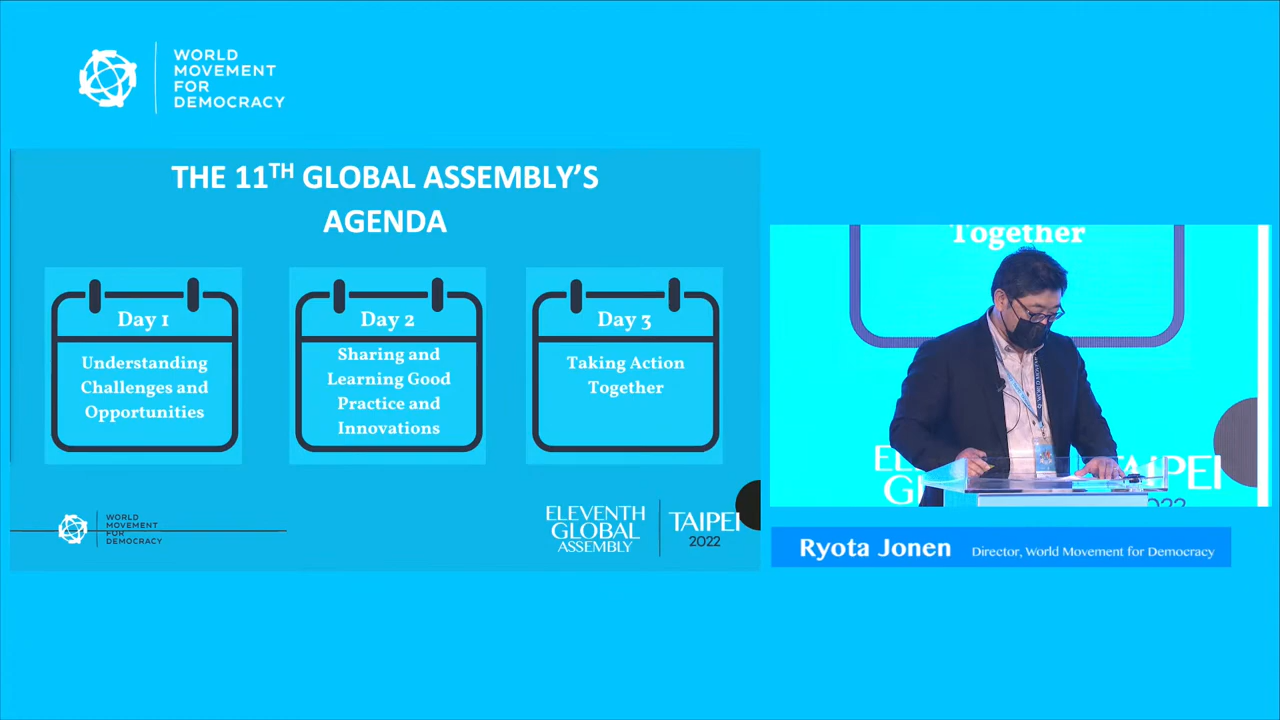 WORLD
MOVEMENT
FOR
DEMOCRACY
THE 11TH GLOBAL ASSEMBLY'S
AGENDA
Day 1
Understanding
Challenges and
Opportunities
Day 2
Sharing and
Learning Good
Practice and
Innovations
Day 3
Taking Action
Together
WORLD
MOVEMENT
FOR
DEMOCRACY
ELEVENTH
GLOBAL
ASSEMBLY
TAIPEI
2022
Together
TAIPEI
2022
Ryota Jonen
Director, World Movement for Democracy